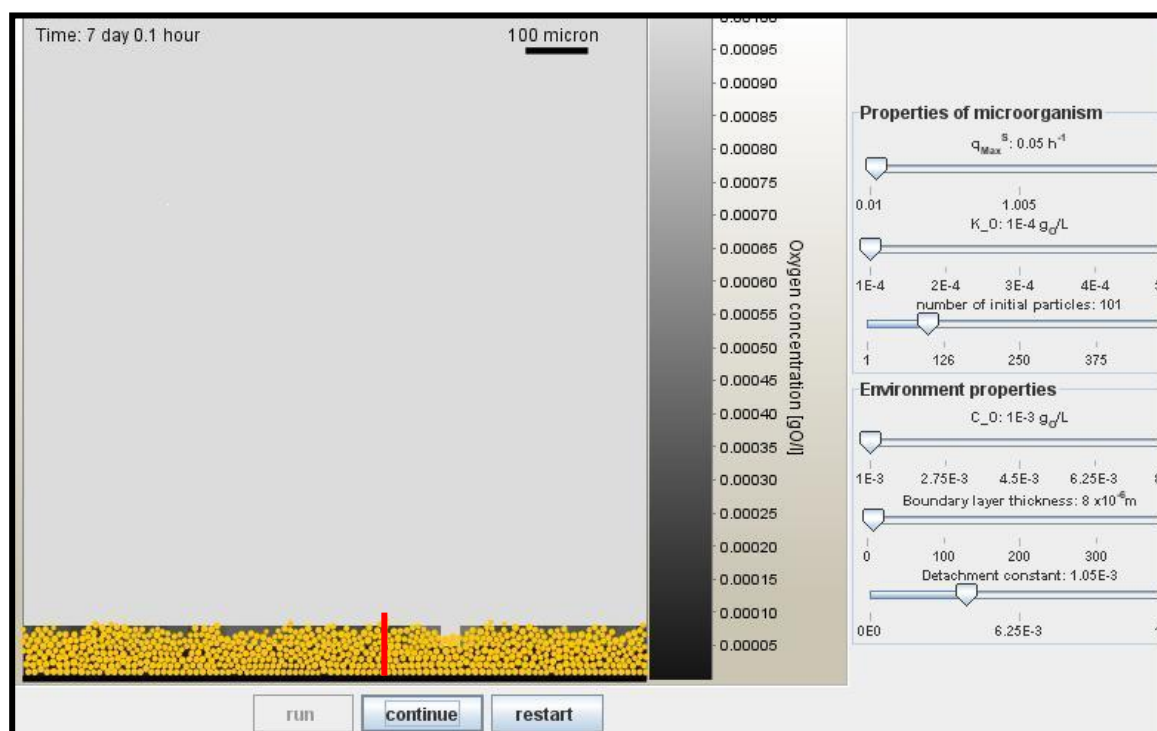 Time: 7 day 0.1 hour
100 micron
0.00095
0.00090
0.00085
0.00080
0.00075
0.00070
0.00065
0.00060
0.00055
0.00050
0.00045
0.00040
0.00035
0.00030
0.00025
0.00020
0.00015
0.00010
0.00005
Oxygen concentration [gO/l]
Properties of microorganism
qMax^S: 0.05 h^-1
0.01 1.005
K_O: 1E-4 g_O/L
1E-4 2E-4 3E-4 4E-4
number of initial particles: 101
1 126 250 375
Environment properties
C_O: 1E-3 g_O/L
1E-3 2.75E-3 4.5E-3 6.25E-3
Boundary layer thickness: 8 x10^-6m
0 100 200 300
Detachment constant: 1.05E-3
0E0 6.25E-3
run continue restart